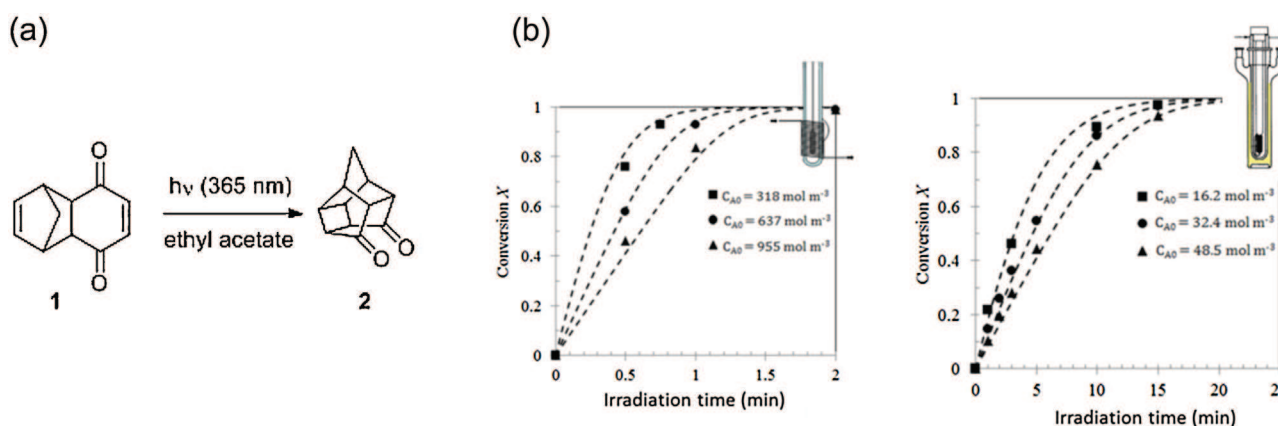 (a)
O
hν (365 nm)
ethyl acetate
O
1
O
O
2
(b)
Conversion X
1
0.8
0.6
0.4
0.2
0
0
0.5
1
1.5
2
Irradiation time (min)
C_A0 = 318 mol m⁻³
C_A0 = 637 mol m⁻³
C_A0 = 955 mol m⁻³
Conversion X
1
0.8
0.6
0.4
0.2
0
0
5
10
15
20
Irradiation time (min)
C_A0 = 16.2 mol m⁻³
C_A0 = 32.4 mol m⁻³
C_A0 = 48.5 mol m⁻³